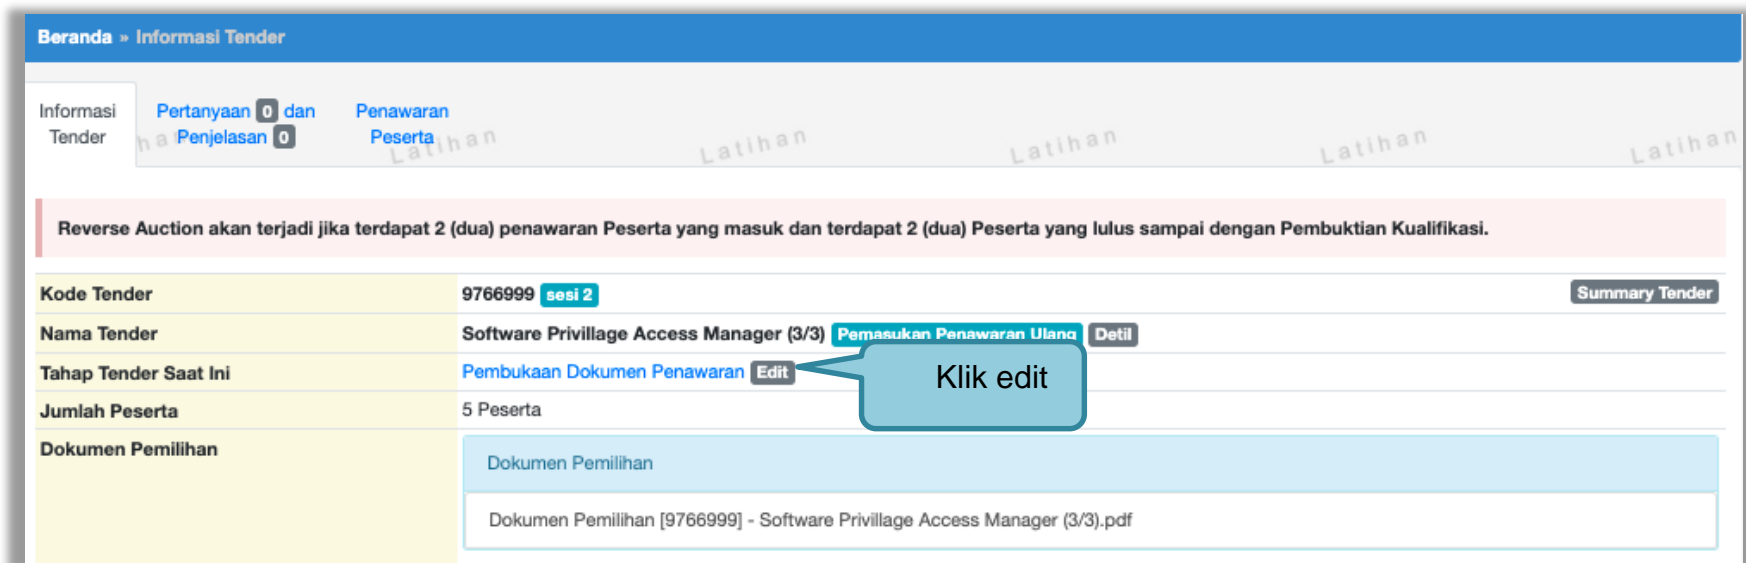 Beranda » Informasi Tender
Informasi Tender
Pertanyaan 0 dan Penjelasan 0
Penawaran Peserta
Latihan Latihan Latihan Latihan Latihan
Reverse Auction akan terjadi jika terdapat 2 (dua) penawaran Peserta yang masuk dan terdapat 2 (dua) Peserta yang lulus sampai dengan Pembuktian Kualifikasi.
Kode Tender 9766999 sesi 2 Summary Tender
Nama Tender Software Privillage Access Manager (3/3) Pemasukan Penawaran Ulang Detil
Tahap Tender Saat Ini Pembukaan Dokumen Penawaran Edit
Klik edit
Jumlah Peserta 5 Peserta
Dokumen Pemilihan Dokumen Pemilihan
Dokumen Pemilihan [9766999] - Software Privillage Access Manager (3/3).pdf